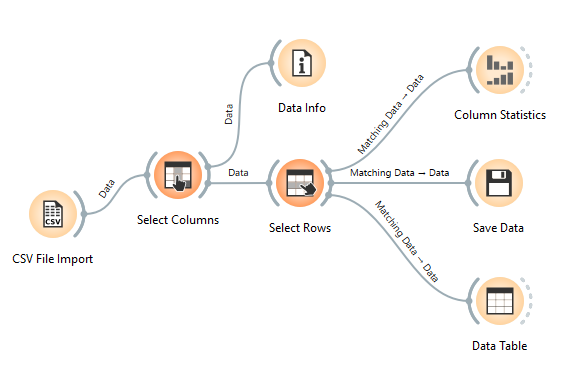 Data
Data Info
Matching Data → Data
Column Statistics
Data
Select Columns
Data
Select Rows
Matching Data → Data
Save Data
Data
CSV
CSV File Import
Matching Data → Data
Data Table